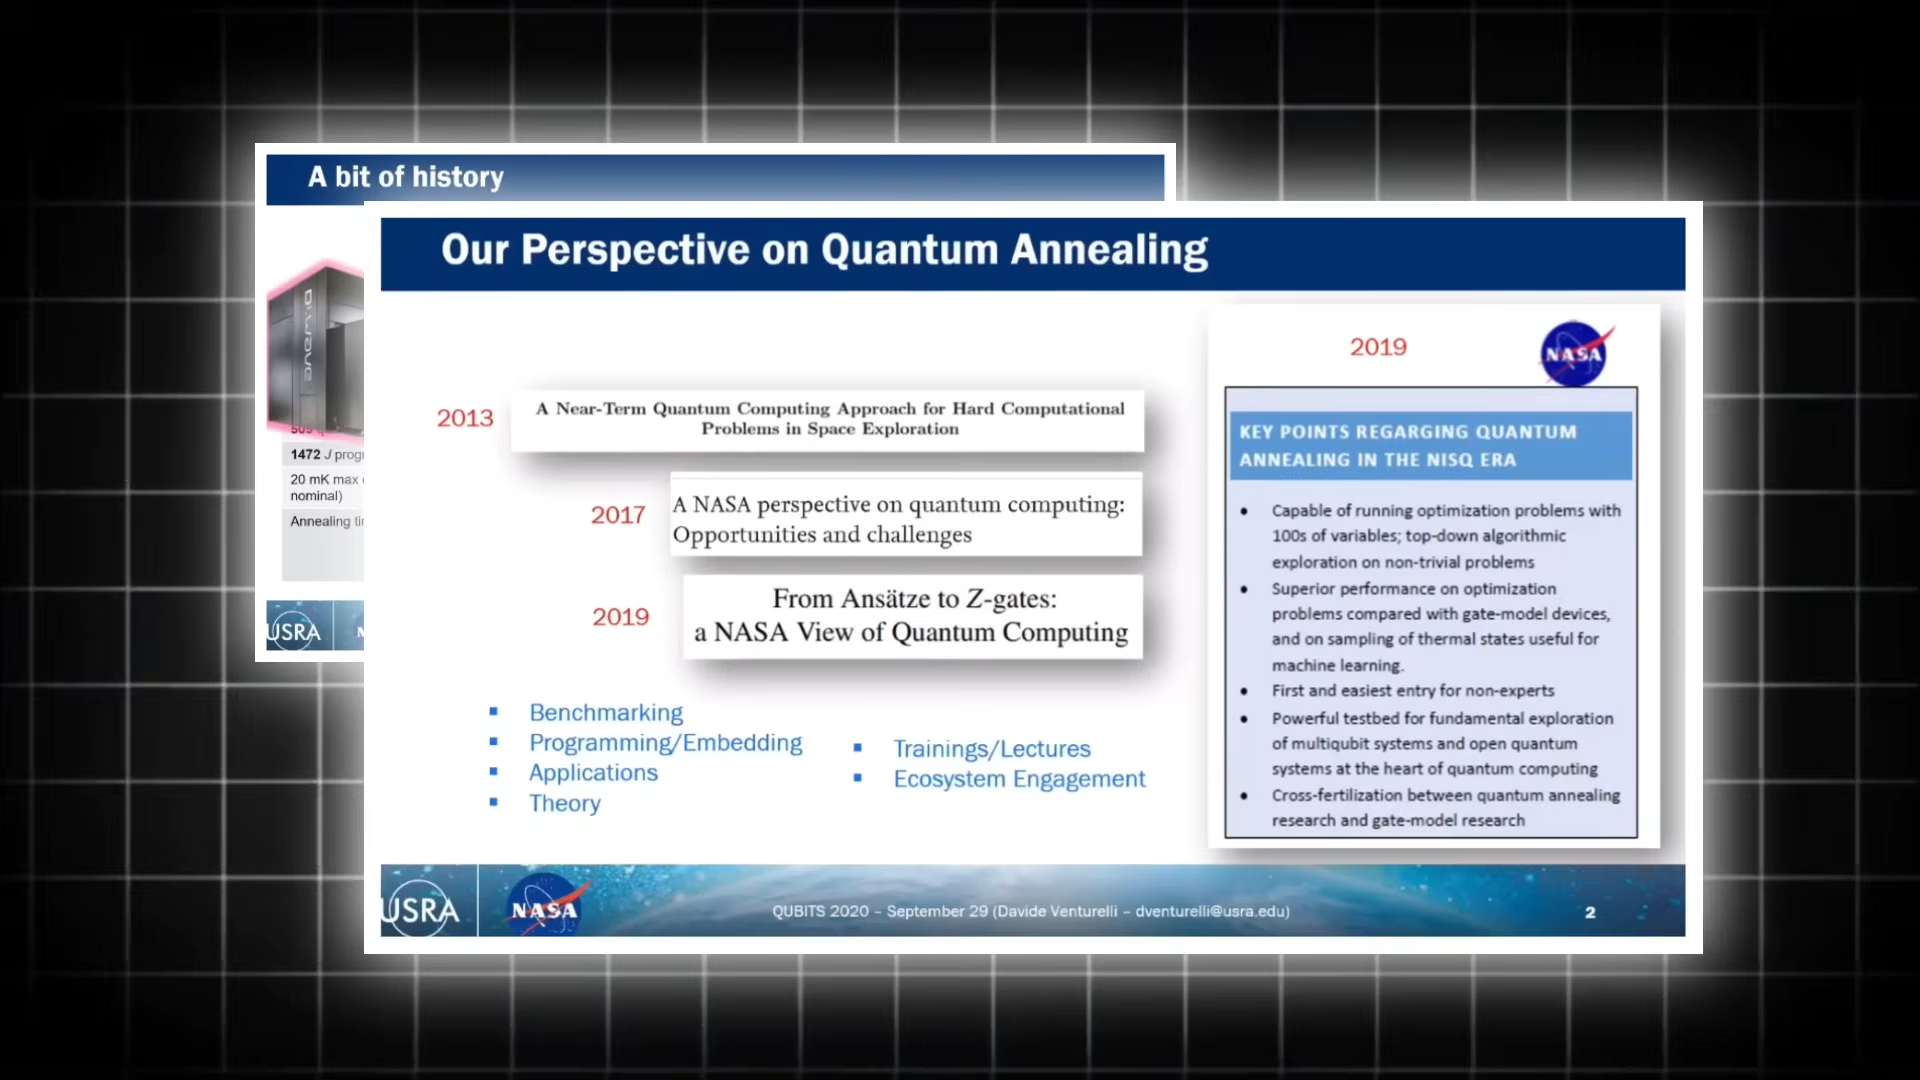 A bit of history
D:wave
509
1472 J prog
20 mK max
nominal)
Annealing
USRA
Our Perspective on Quantum Annealing
2013
A Near-Term Quantum Computing Approach for Hard Computational
Problems in Space Exploration
2017
A NASA perspective on quantum computing:
Opportunities and challenges
2019
From Ansätze to Z-gates:
a NASA View of Quantum Computing
▪ Benchmarking
▪ Programming/Embedding
▪ Applications
▪ Theory
▪ Trainings/Lectures
▪ Ecosystem Engagement
2019
NASA
KEY POINTS REGARGING QUANTUM
ANNEALING IN THE NISQ ERA
• Capable of running optimization problems with
100s of variables; top-down algorithmic
exploration on non-trivial problems
• Superior performance on optimization
problems compared with gate-model devices,
and on sampling of thermal states useful for
machine learning.
• First and easiest entry for non-experts
• Powerful testbed for fundamental exploration
of multiqubit systems and open quantum
systems at the heart of quantum computing
• Cross-fertilization between quantum annealing
research and gate-model research
USRA
NASA
QUBITS 2020 – September 29 (Davide Venturelli – dventurelli@usra.edu)
2